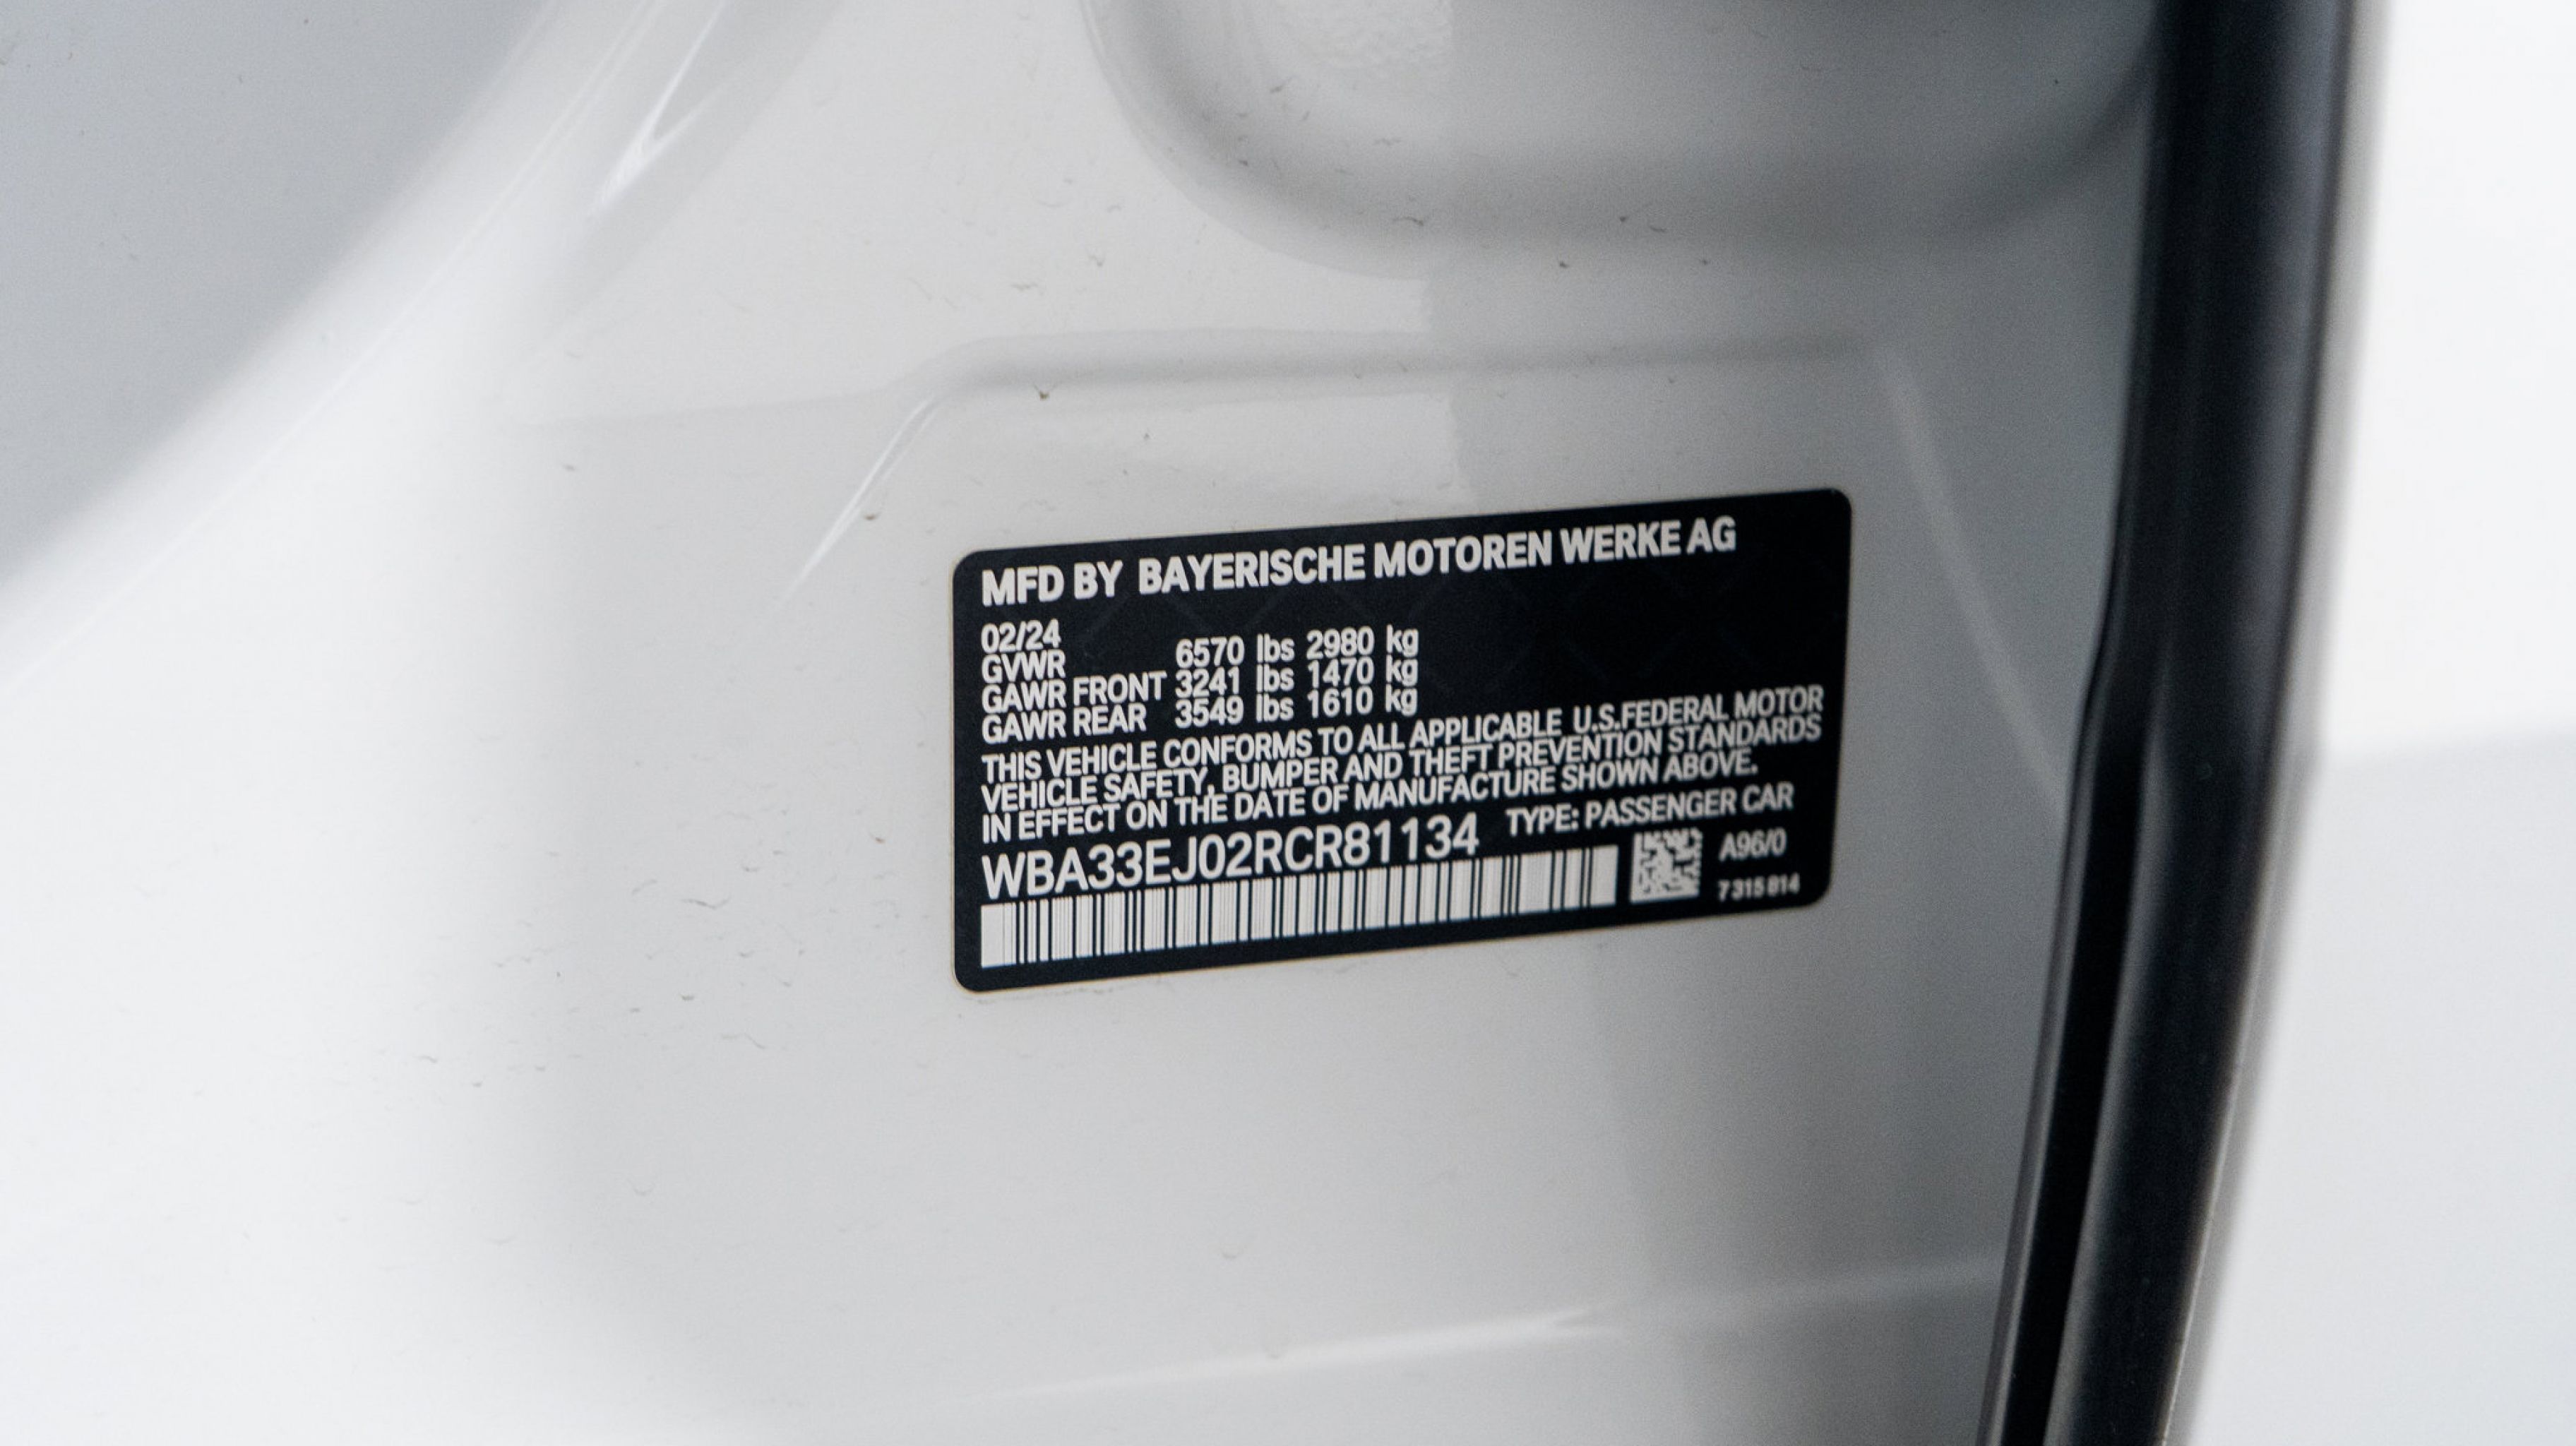 MFD BY BAYERISCHE MOTOREN WERKE AG
02/24
GVWR 6570 lbs 2980 kg
GAWR FRONT 3241 lbs 1470 kg
GAWR REAR 3549 lbs 1610 kg
THIS VEHICLE CONFORMS TO ALL APPLICABLE U.S.FEDERAL MOTOR
VEHICLE SAFETY, BUMPER AND THEFT PREVENTION STANDARDS
IN EFFECT ON THE DATE OF MANUFACTURE SHOWN ABOVE.
WBA33EJ02RCR81134 TYPE: PASSENGER CAR
A96/0
7 315 814